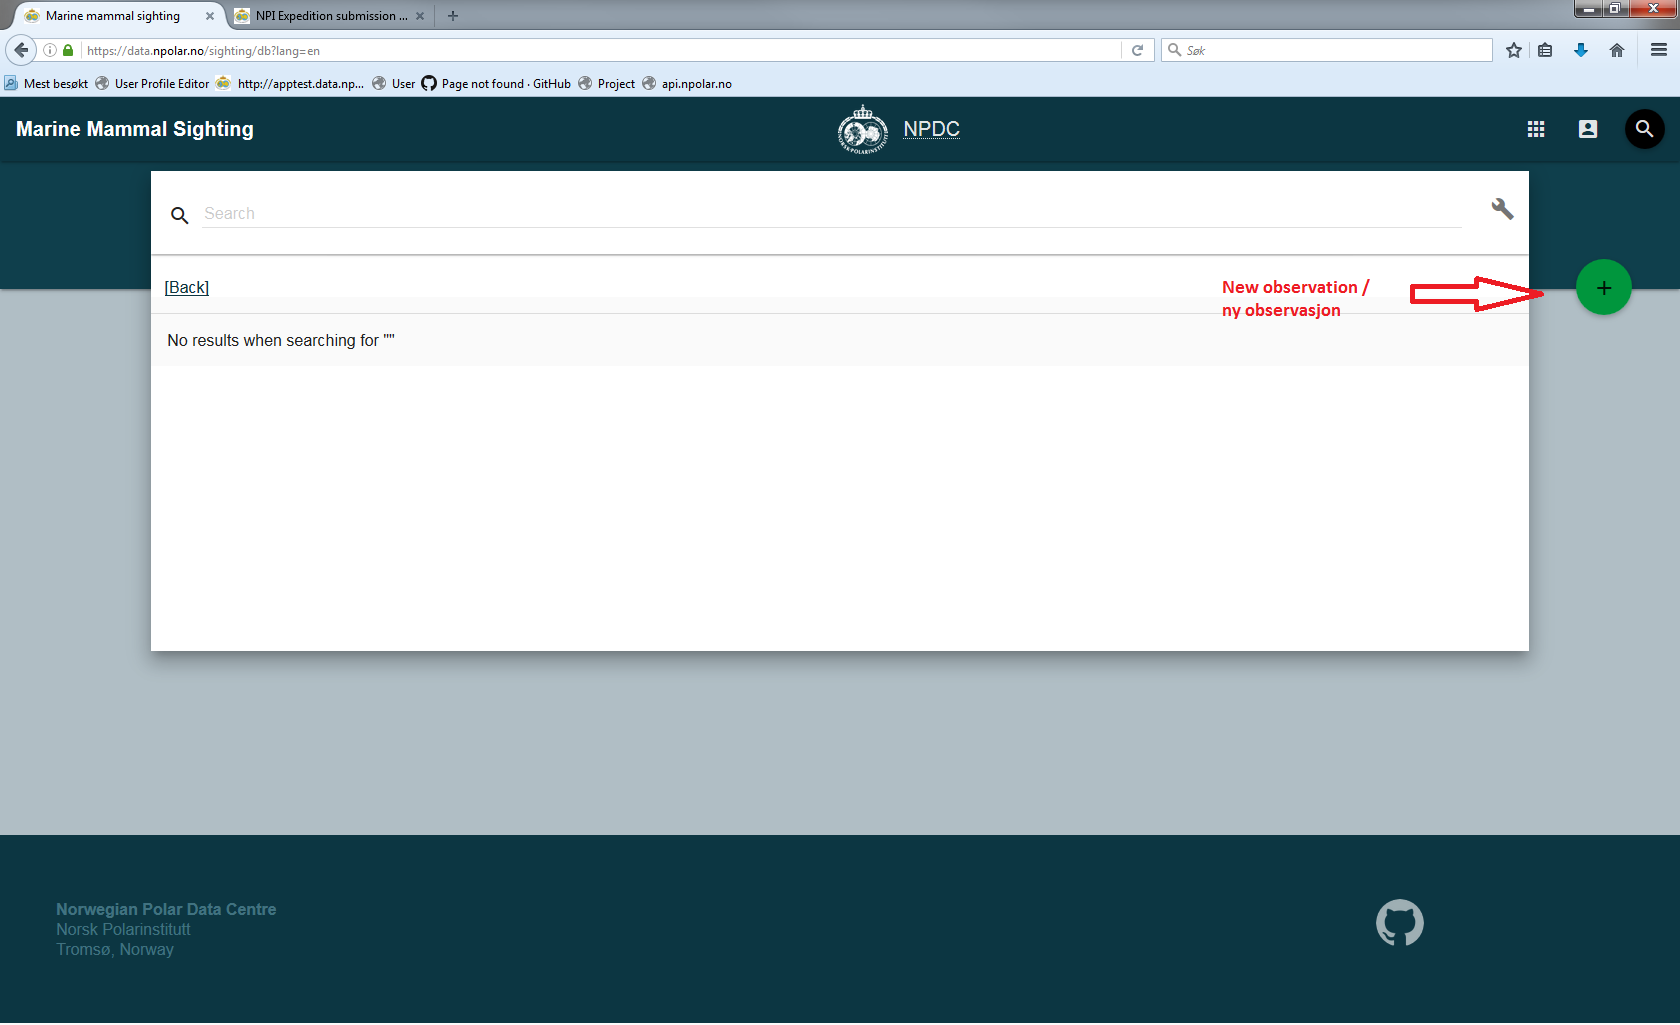 Marine mammal sighting
NPI Expedition submission ...
https://data.npolar.no/sighting/db?lang=en
Søk
Mest besøkt
User Profile Editor
http://apptest.data.np...
User
Page not found · GitHub
Project
api.npolar.no
Marine Mammal Sighting
NORSK POLARINSTITUTT
NPDC
Search
[Back]
New observation /
ny observasjon
+
No results when searching for ""
Norwegian Polar Data Centre
Norsk Polarinstitutt
Tromsø, Norway